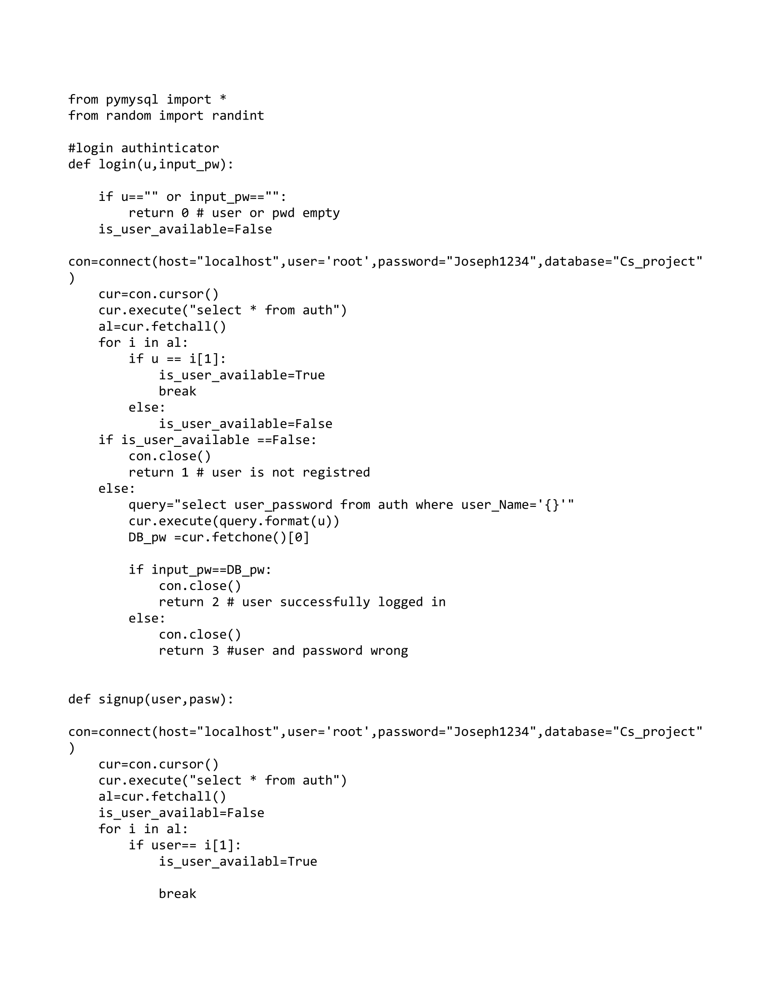 from pymysql import *
from random import randint
#login authinticator
def login(u,input_pw):
    if u=="" or input_pw=="":
        return 0 # user or pwd empty
    is_user_available=False
con=connect(host="localhost",user='root',password="Joseph1234",database="Cs_project"
)
    cur=con.cursor()
    cur.execute("select * from auth")
    al=cur.fetchall()
    for i in al:
        if u == i[1]:
            is_user_available=True
            break
        else:
            is_user_available=False
    if is_user_available ==False:
        con.close()
        return 1 # user is not registred
    else:
        query="select user_password from auth where user_Name='{}'"
        cur.execute(query.format(u))
        DB_pw =cur.fetchone()[0]
        if input_pw==DB_pw:
            con.close()
            return 2 # user successfully logged in
        else:
            con.close()
            return 3 #user and password wrong
def signup(user,pasw):
con=connect(host="localhost",user='root',password="Joseph1234",database="Cs_project"
)
    cur=con.cursor()
    cur.execute("select * from auth")
    al=cur.fetchall()
    is_user_availabl=False
    for i in al:
        if user== i[1]:
            is_user_availabl=True
            break